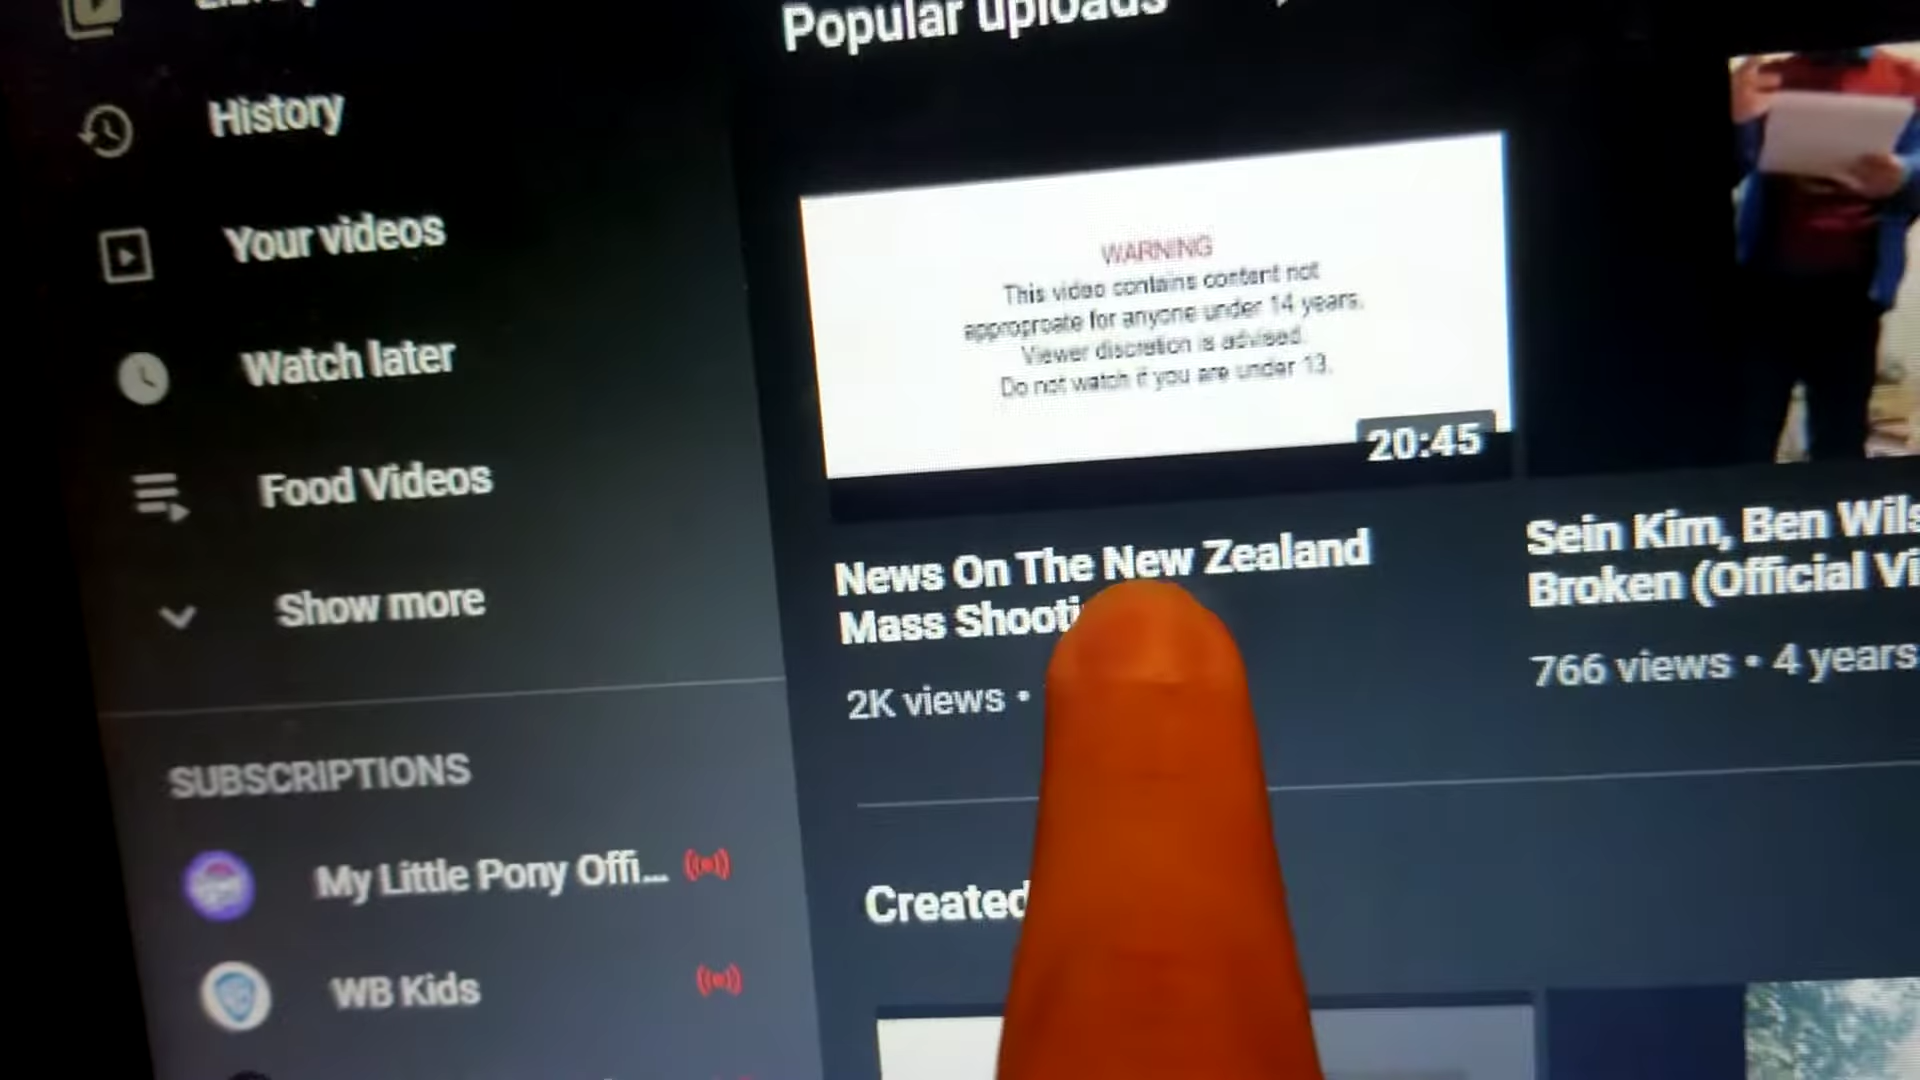 Popular uploads
History
Your videos
Watch later
Food Videos
Show more
SUBSCRIPTIONS
My Little Pony Offi...
WB Kids
WARNING
This video contains content not
approproate for anyone under 14 years.
Viewer discretion is advised.
Do not watch if you are under 13.
20:45
News On The New Zealand
Mass Shooti
2K views •
Sein Kim, Ben Wils
Broken (Official Vi
766 views • 4 years
Created